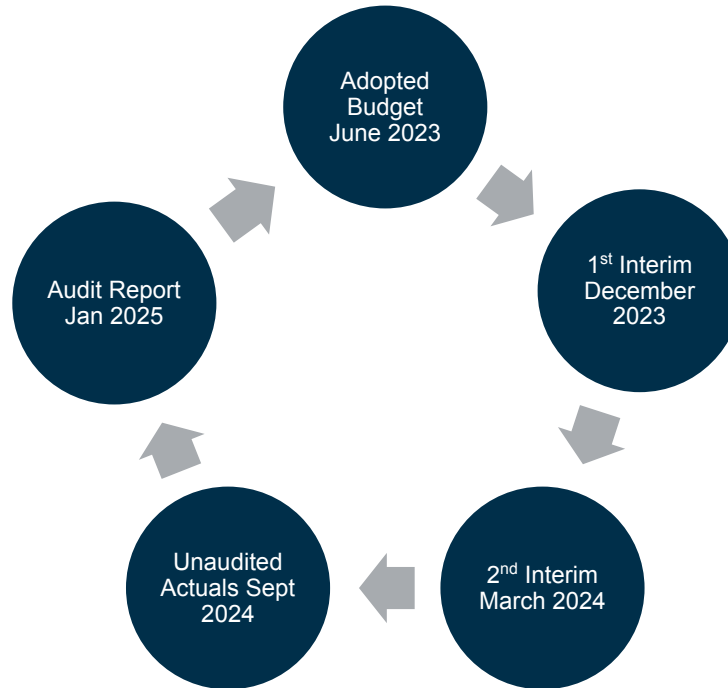 Adopted
Budget
June 2023
1st Interim
December
2023
2nd Interim
March 2024
Unaudited
Actuals Sept
2024
Audit Report
Jan 2025